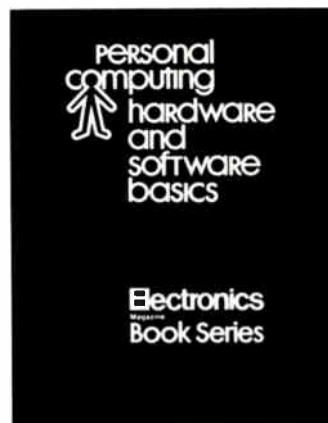 personal
computing
hardware
and
software
basics
Electronics
Magazine
Book Series